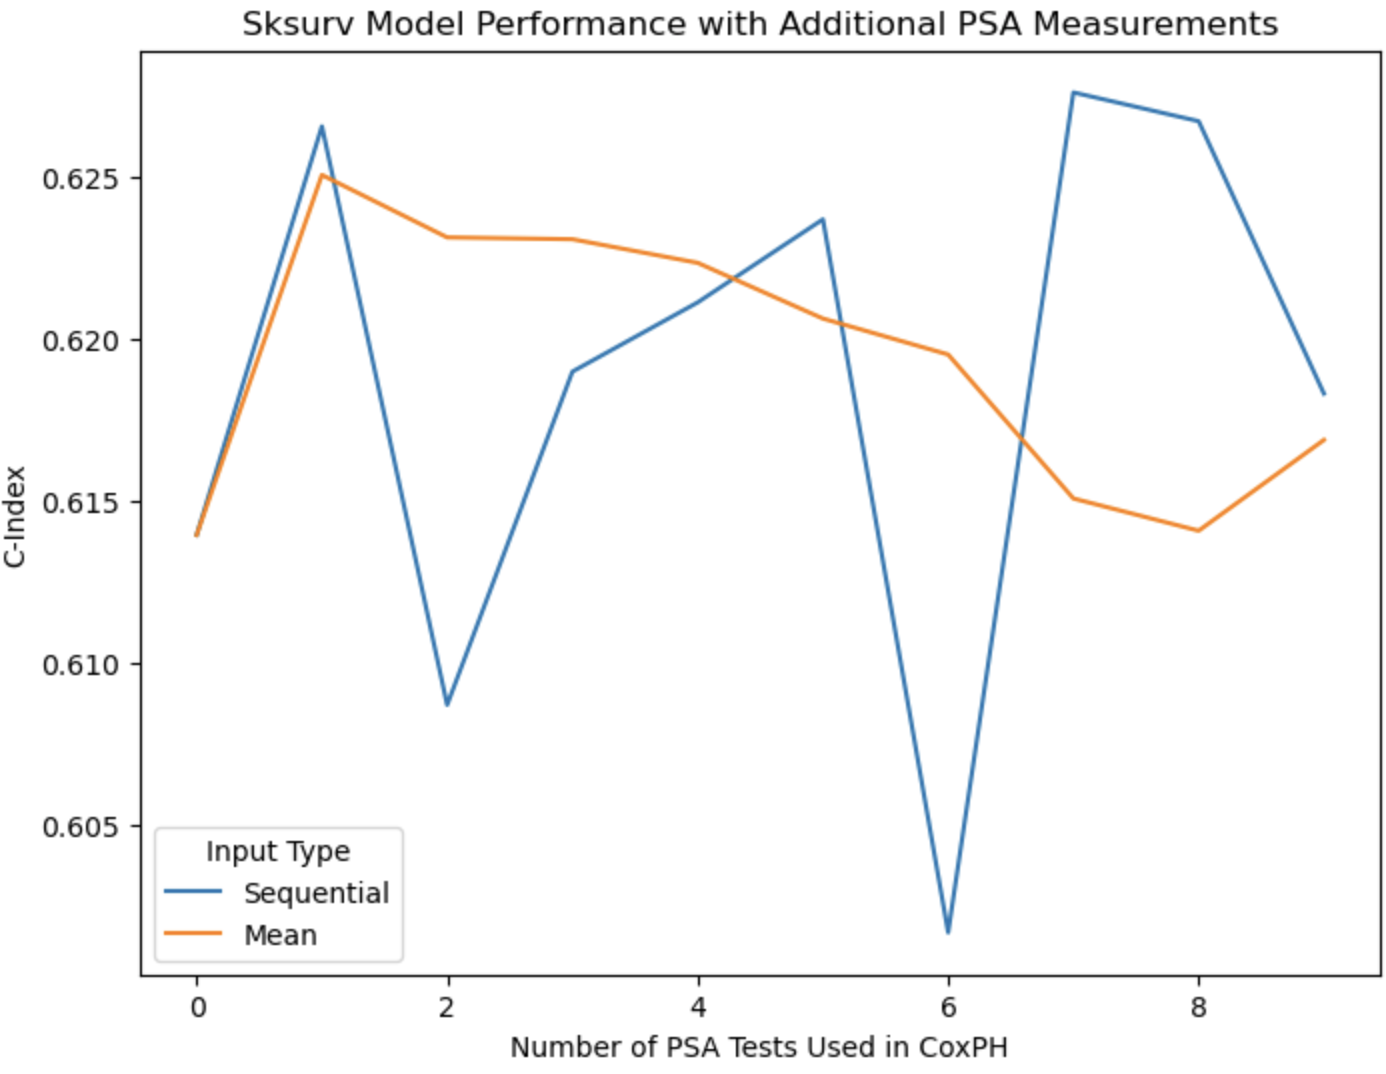 Sksurv Model Performance with Additional PSA Measurements
0.625
0.620
0.615
0.610
0.605
C-Index
Input Type
Sequential
Mean
0 2 4 6 8
Number of PSA Tests Used in CoxPH